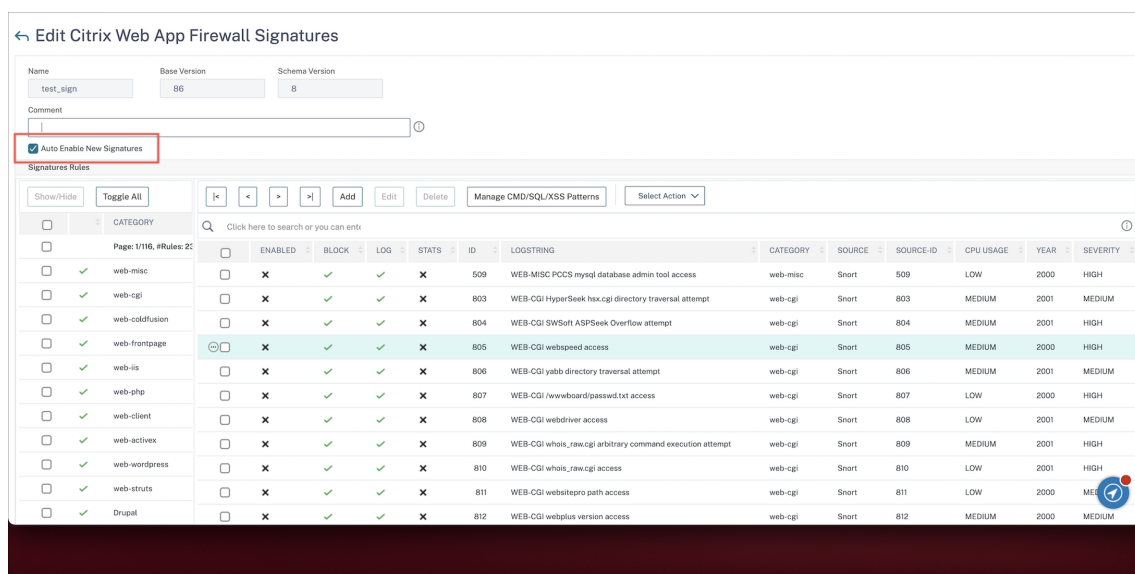 Edit Citrix Web App Firewall Signatures
Name Base Version Schema Version
test_sign 86 8
Comment
Auto Enable New Signatures
Signatures Rules
Show/Hide Toggle All |< < > >| Add Edit Delete Manage CMD/SQL/XSS Patterns Select Action
CATEGORY
Click here to search or you can ente
Page: 1/116, #Rules: 23
ENABLED BLOCK LOG STATS ID LOGSTRING CATEGORY SOURCE SOURCE-ID CPU USAGE YEAR SEVERITY
web-misc
509 WEB-MISC PCCS mysql database admin tool access web-misc Snort 509 LOW 2000 HIGH
web-cgi
803 WEB-CGI HyperSeek hsx.cgi directory traversal attempt web-cgi Snort 803 MEDIUM 2001 MEDIUM
web-coldfusion
804 WEB-CGI SWSoft ASPSeek Overflow attempt web-cgi Snort 804 MEDIUM 2001 HIGH
web-frontpage
805 WEB-CGI webspeed access web-cgi Snort 805 MEDIUM 2000 HIGH
web-iis
806 WEB-CGI yabb directory traversal attempt web-cgi Snort 806 MEDIUM 2001 MEDIUM
web-php
807 WEB-CGI /wwwboard/passwd.txt access web-cgi Snort 807 LOW 2000 HIGH
web-client
808 WEB-CGI webdriver access web-cgi Snort 808 LOW 2001 MEDIUM
web-activex
809 WEB-CGI whois_raw.cgi arbitrary command execution attempt web-cgi Snort 809 MEDIUM 2001 HIGH
web-wordpress
810 WEB-CGI whois_raw.cgi access web-cgi Snort 810 LOW 2001 HIGH
web-struts
811 WEB-CGI websitepro path access web-cgi Snort 811 LOW 2000
Drupal
812 WEB-CGI webplus version access web-cgi Snort 812 MEDIUM 2000 MEDIUM